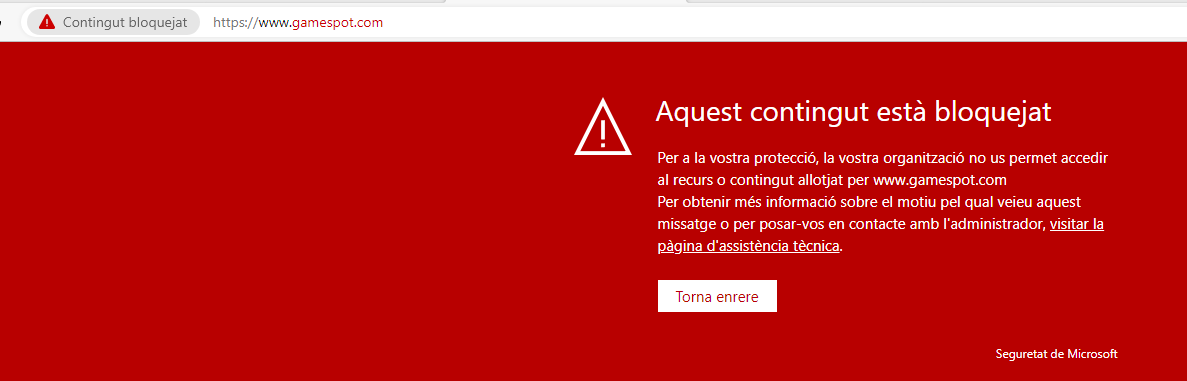 Contingut bloquejat https://www.gamespot.com
Aquest contingut està bloquejat
Per a la vostra protecció, la vostra organització no us permet accedir
al recurs o contingut allotjat per www.gamespot.com
Per obtenir més informació sobre el motiu pel qual veieu aquest
missatge o per posar-vos en contacte amb l'administrador, visitar la
pàgina d'assistència tècnica.
Torna enrere
Seguretat de Microsoft